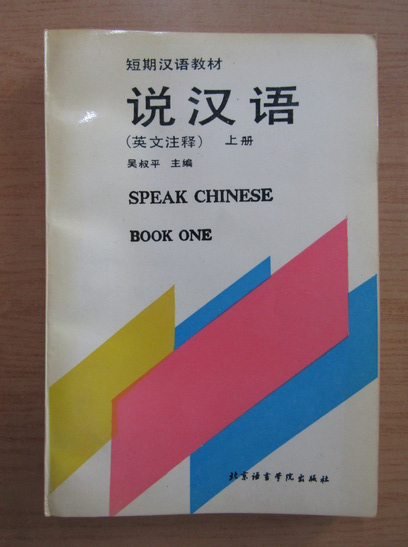 短期汉语教材
说汉语
(英文注释) 上册
吴叔平 主编
SPEAK CHINESE
BOOK ONE
北京语言学院出版社